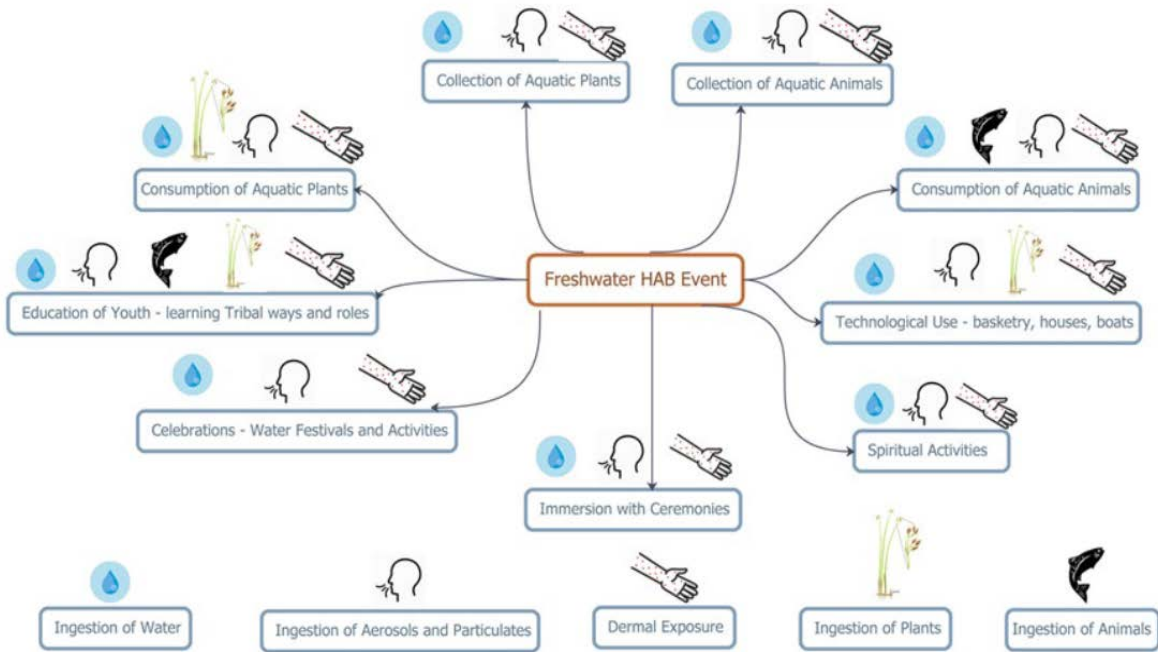 Collection of Aquatic Plants
Collection of Aquatic Animals
Consumption of Aquatic Plants
Consumption of Aquatic Animals
Freshwater HAB Event
Education of Youth - learning Tribal ways and roles
Technological Use - basketry, houses, boats
Celebrations - Water Festivals and Activities
Spiritual Activities
Immersion with Ceremonies
Ingestion of Water
Ingestion of Aerosols and Particulates
Dermal Exposure
Ingestion of Plants
Ingestion of Animals